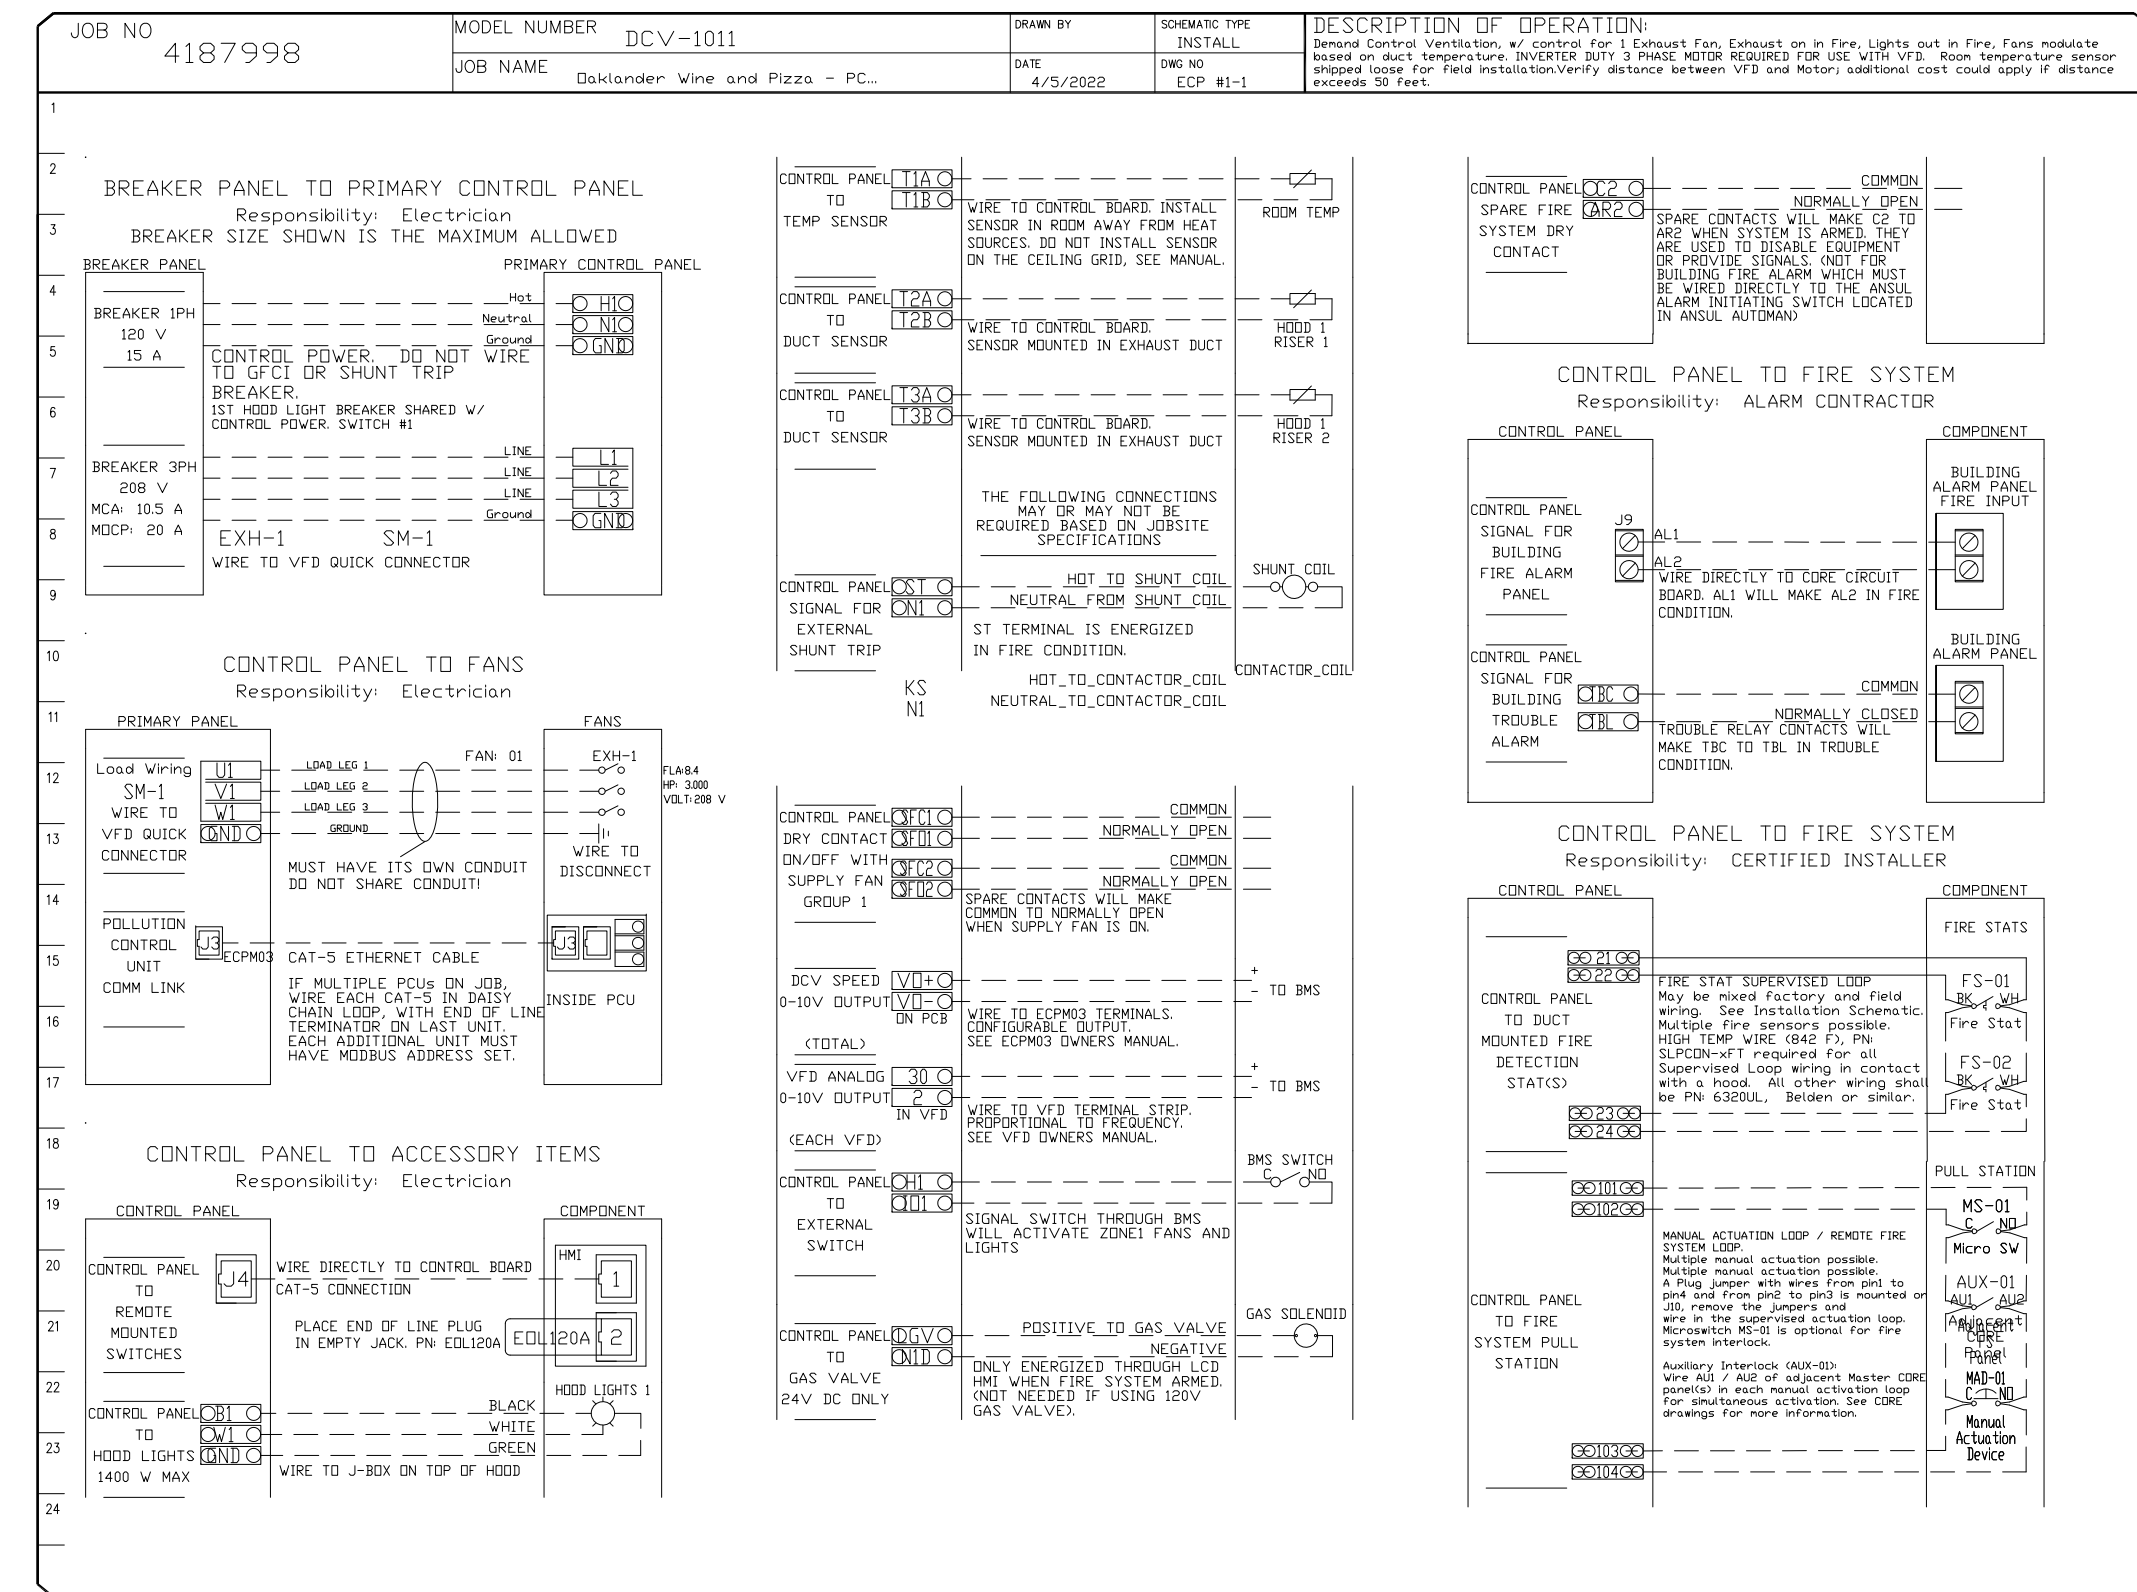 JOB NO
4187998
MODEL NUMBER
DCV-1011
JOB NAME
Oaklander Wine and Pizza - PC...
DRAWN BY
DATE
4/5/2022
SCHEMATIC TYPE
INSTALL
DWG NO
ECP #1-1
DESCRIPTION OF OPERATION:
Demand Control Ventilation, w/ control for 1 Exhaust Fan, Exhaust on in Fire, Lights out in Fire, Fans modulate
based on duct temperature. INVERTER DUTY 3 PHASE MOTOR REQUIRED FOR USE WITH VFD. Room temperature sensor
shipped loose for field installation.Verify distance between VFD and Motor; additional cost could apply if distance
exceeds 50 feet.
1
2
3
4
5
6
7
8
9
10
11
12
13
14
15
16
17
18
19
20
21
22
23
24
BREAKER PANEL TO PRIMARY CONTROL PANEL
Responsibility: Electrician
BREAKER SIZE SHOWN IS THE MAXIMUM ALLOWED
BREAKER PANEL
PRIMARY CONTROL PANEL
BREAKER 1PH
120 V
15 A
Hot
H1
Neutral
N1
Ground
GND
CONTROL POWER. DO NOT WIRE
TO GFCI OR SHUNT TRIP
BREAKER.
1ST HOOD LIGHT BREAKER SHARED W/
CONTROL POWER. SWITCH #1
BREAKER 3PH
208 V
MCA: 10.5 A
MOCP: 20 A
LINE
L1
LINE
L2
LINE
L3
Ground
GND
EXH-1
SM-1
WIRE TO VFD QUICK CONNECTOR
CONTROL PANEL TO FANS
Responsibility: Electrician
PRIMARY PANEL
FANS
Load Wiring
SM-1
WIRE TO
VFD QUICK
CONNECTOR
U1
V1
W1
GND
LOAD LEG 1
LOAD LEG 2
LOAD LEG 3
GROUND
FAN: 01
EXH-1
FLA:8.4
HP: 3.000
VOLT: 208 V
WIRE TO
DISCONNECT
MUST HAVE ITS OWN CONDUIT
DO NOT SHARE CONDUIT!
POLLUTION
CONTROL
UNIT
COMM LINK
J3
ECPM03
CAT-5 ETHERNET CABLE
J3
INSIDE PCU
IF MULTIPLE PCUs ON JOB,
WIRE EACH CAT-5 IN DAISY
CHAIN LOOP, WITH END OF LINE
TERMINATOR ON LAST UNIT.
EACH ADDITIONAL UNIT MUST
HAVE MODBUS ADDRESS SET.
CONTROL PANEL TO ACCESSORY ITEMS
Responsibility: Electrician
CONTROL PANEL
COMPONENT
CONTROL PANEL
TO
REMOTE
MOUNTED
SWITCHES
J4
WIRE DIRECTLY TO CONTROL BOARD
CAT-5 CONNECTION
HMI
1
PLACE END OF LINE PLUG
IN EMPTY JACK. PN: EOL120A
EOL120A
2
CONTROL PANEL
TO
HOOD LIGHTS
1400 W MAX
B1
W1
GND
BLACK
WHITE
GREEN
HOOD LIGHTS 1
WIRE TO J-BOX ON TOP OF HOOD
CONTROL PANEL
TO
TEMP SENSOR
T1A
T1B
WIRE TO CONTROL BOARD. INSTALL
SENSOR IN ROOM AWAY FROM HEAT
SOURCES. DO NOT INSTALL SENSOR
ON THE CEILING GRID, SEE MANUAL.
ROOM TEMP
CONTROL PANEL
TO
DUCT SENSOR
T2A
T2B
WIRE TO CONTROL BOARD.
SENSOR MOUNTED IN EXHAUST DUCT
HOOD 1
RISER 1
CONTROL PANEL
TO
DUCT SENSOR
T3A
T3B
WIRE TO CONTROL BOARD.
SENSOR MOUNTED IN EXHAUST DUCT
HOOD 1
RISER 2
THE FOLLOWING CONNECTIONS
MAY OR MAY NOT BE
REQUIRED BASED ON JOBSITE
SPECIFICATIONS
CONTROL PANEL
SIGNAL FOR
EXTERNAL
SHUNT TRIP
ST
N1
HOT TO SHUNT COIL
NEUTRAL FROM SHUNT COIL
SHUNT COIL
ST TERMINAL IS ENERGIZED
IN FIRE CONDITION.
KS
N1
HOT_TO_CONTACTOR_COIL
NEUTRAL_TO_CONTACTOR_COIL
CONTACTOR_COIL
CONTROL PANEL
DRY CONTACT
ON/OFF WITH
SUPPLY FAN
GROUP 1
SFC1
SFO1
SFC2
SFO2
COMMON
NORMALLY OPEN
COMMON
NORMALLY OPEN
SPARE CONTACTS WILL MAKE
COMMON TO NORMALLY OPEN
WHEN SUPPLY FAN IS ON.
DCV SPEED
0-10V OUTPUT
(TOTAL)
VO+
VO-
ON PCB
+
- TO BMS
WIRE TO ECPM03 TERMINALS.
CONFIGURABLE OUTPUT.
SEE ECPM03 OWNERS MANUAL.
VFD ANALOG
0-10V OUTPUT
(EACH VFD)
30
2
IN VFD
+
- TO BMS
WIRE TO VFD TERMINAL STRIP.
PROPORTIONAL TO FREQUENCY.
SEE VFD OWNERS MANUAL.
CONTROL PANEL
TO
EXTERNAL
SWITCH
H1
IO1
BMS SWITCH
C NO
SIGNAL SWITCH THROUGH BMS
WILL ACTIVATE ZONE1 FANS AND
LIGHTS
CONTROL PANEL
TO
GAS VALVE
24V DC ONLY
DGV
N1D
POSITIVE TO GAS VALVE
NEGATIVE
GAS SOLENOID
ONLY ENERGIZED THROUGH LCD
HMI WHEN FIRE SYSTEM ARMED.
(NOT NEEDED IF USING 120V
GAS VALVE).
CONTROL PANEL
SPARE FIRE
SYSTEM DRY
CONTACT
C2
AR2
COMMON
NORMALLY OPEN
SPARE CONTACTS WILL MAKE C2 TO
AR2 WHEN SYSTEM IS ARMED. THEY
ARE USED TO DISABLE EQUIPMENT
OR PROVIDE SIGNALS. (NOT FOR
BUILDING FIRE ALARM WHICH MUST
BE WIRED DIRECTLY TO THE ANSUL
ALARM INITIATING SWITCH LOCATED
IN ANSUL AUTOMAN)
CONTROL PANEL TO FIRE SYSTEM
Responsibility: ALARM CONTRACTOR
CONTROL PANEL
COMPONENT
CONTROL PANEL
SIGNAL FOR
BUILDING
FIRE ALARM
PANEL
J9
AL1
AL2
WIRE DIRECTLY TO CORE CIRCUIT
BOARD. AL1 WILL MAKE AL2 IN FIRE
CONDITION.
BUILDING
ALARM PANEL
FIRE INPUT
CONTROL PANEL
SIGNAL FOR
BUILDING
TROUBLE
ALARM
TBC
TBL
COMMON
NORMALLY CLOSED
TROUBLE RELAY CONTACTS WILL
MAKE TBC TO TBL IN TROUBLE
CONDITION.
BUILDING
ALARM PANEL
CONTROL PANEL TO FIRE SYSTEM
Responsibility: CERTIFIED INSTALLER
CONTROL PANEL
COMPONENT
CONTROL PANEL
TO DUCT
MOUNTED FIRE
DETECTION
STAT(S)
21
22
23
24
FIRE STAT SUPERVISED LOOP
May be mixed factory and field
wiring. See Installation Schematic.
Multiple fire sensors possible.
HIGH TEMP WIRE (842 F), PN:
SLPCON-xFT required for all
Supervised Loop wiring in contact
with a hood. All other wiring shall
be PN: 6320UL, Belden or similar.
FIRE STATS
FS-01
BK WH
Fire Stat
FS-02
BK WH
Fire Stat
CONTROL PANEL
TO FIRE
SYSTEM PULL
STATION
101
102
103
104
MANUAL ACTUATION LOOP / REMOTE FIRE
SYSTEM LOOP.
Multiple manual actuation possible.
Multiple manual actuation possible.
A Plug jumper with wires from pin1 to
pin4 and from pin2 to pin3 is mounted on
J10, remove the jumpers and
wire in the supervised actuation loop.
Microswitch MS-01 is optional for fire
system interlock.
Auxiliary Interlock (AUX-01):
Wire AU1 / AU2 of adjacent Master CORE
panel(s) in each manual activation loop
for simultaneous activation. See CORE
drawings for more information.
PULL STATION
MS-01
C NO
Micro SW
AUX-01
AU1 AU2
Adjacent
CORE
Panel
MAD-01
C NO
Manual
Actuation
Device